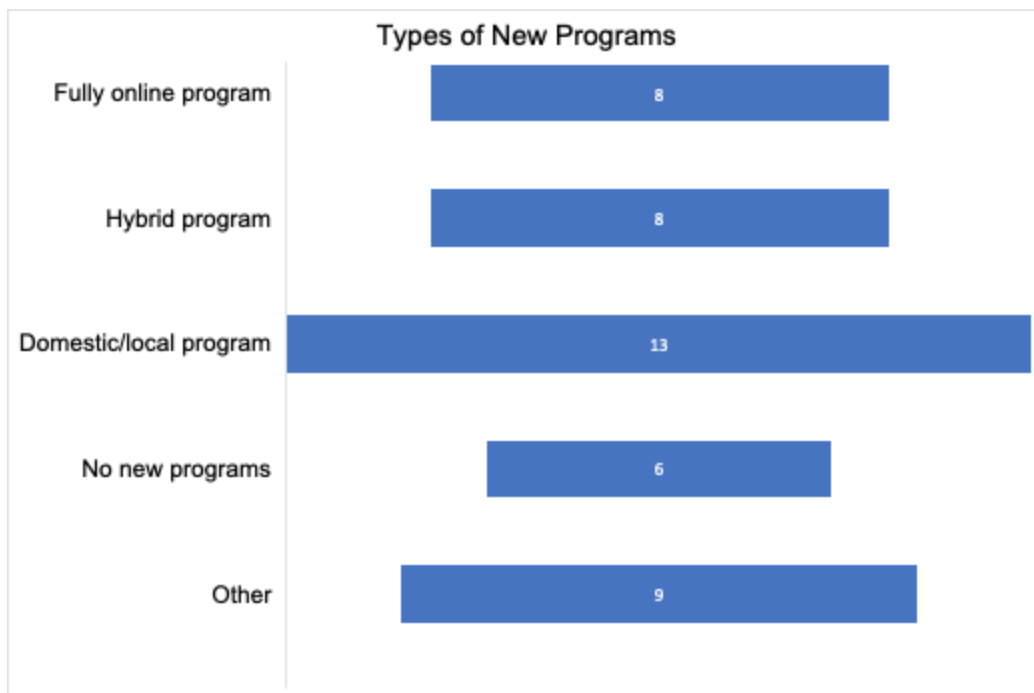 Types of New Programs
Fully online program
8
Hybrid program
8
Domestic/local program
13
No new programs
6
Other
9